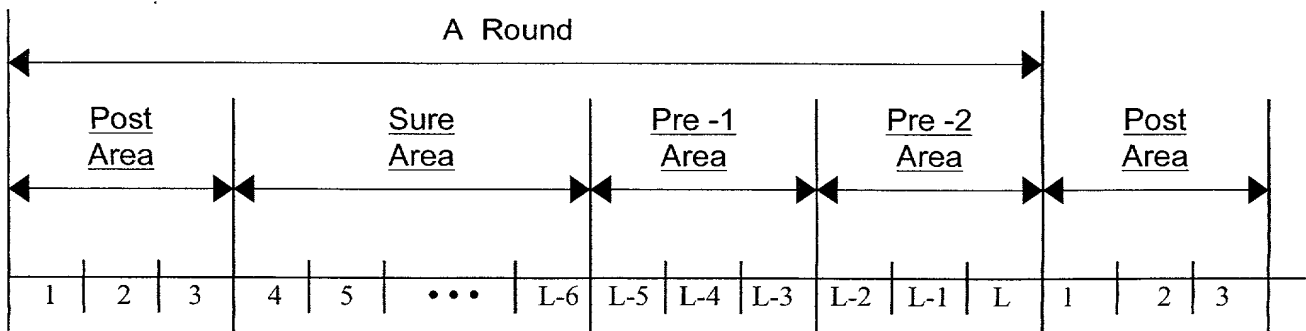 A Round
Post Area
Sure Area
Pre -1 Area
Pre -2 Area
Post Area
1 2 3 4 5 ••• L-6 L-5 L-4 L-3 L-2 L-1 L 1 2 3